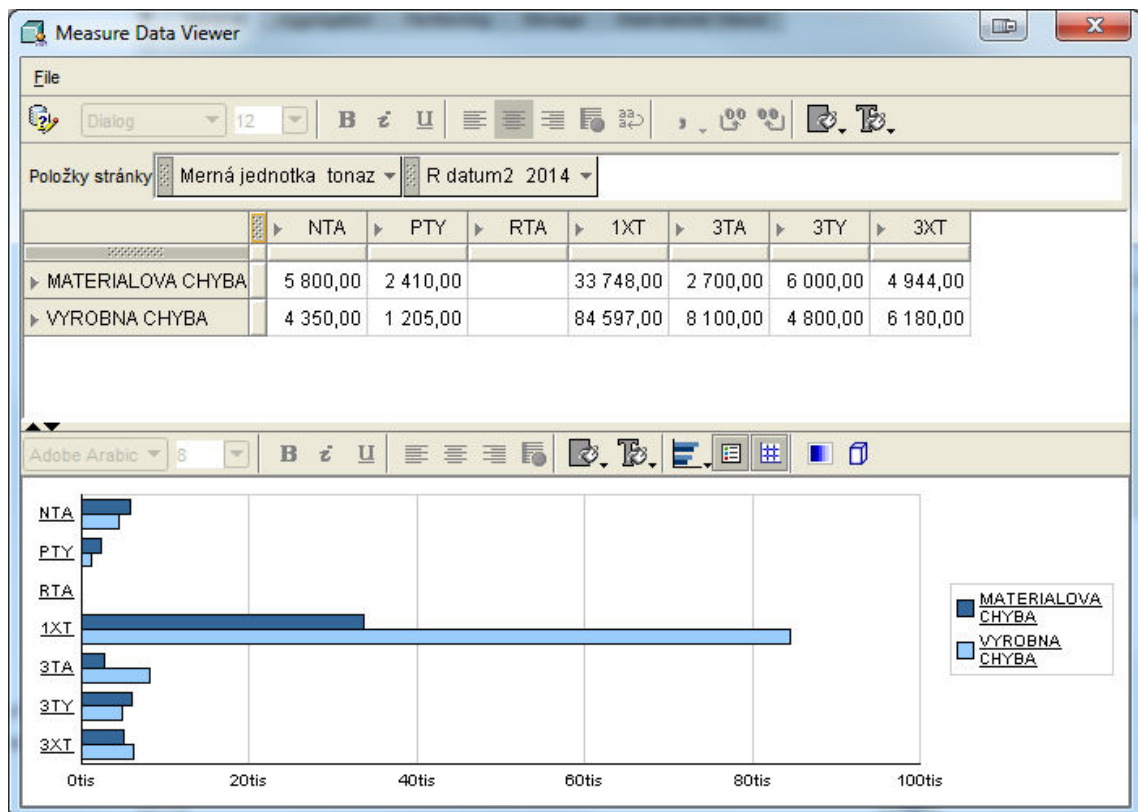 Measure Data Viewer
File
Dialog 12 B i U
Položky stránky Merná jednotka tonaz R datum2 2014
NTA PTY RTA 1XT 3TA 3TY 3XT
MATERIALOVA CHYBA 5 800,00 2 410,00 33 748,00 2 700,00 6 000,00 4 944,00
VYROBNA CHYBA 4 350,00 1 205,00 84 597,00 8 100,00 4 800,00 6 180,00
Adobe Arabic 8 B i U
NTA
PTY
RTA
1XT
3TA
3TY
3XT
0tis 20tis 40tis 60tis 80tis 100tis
MATERIALOVA
CHYBA
VYROBNA
CHYBA